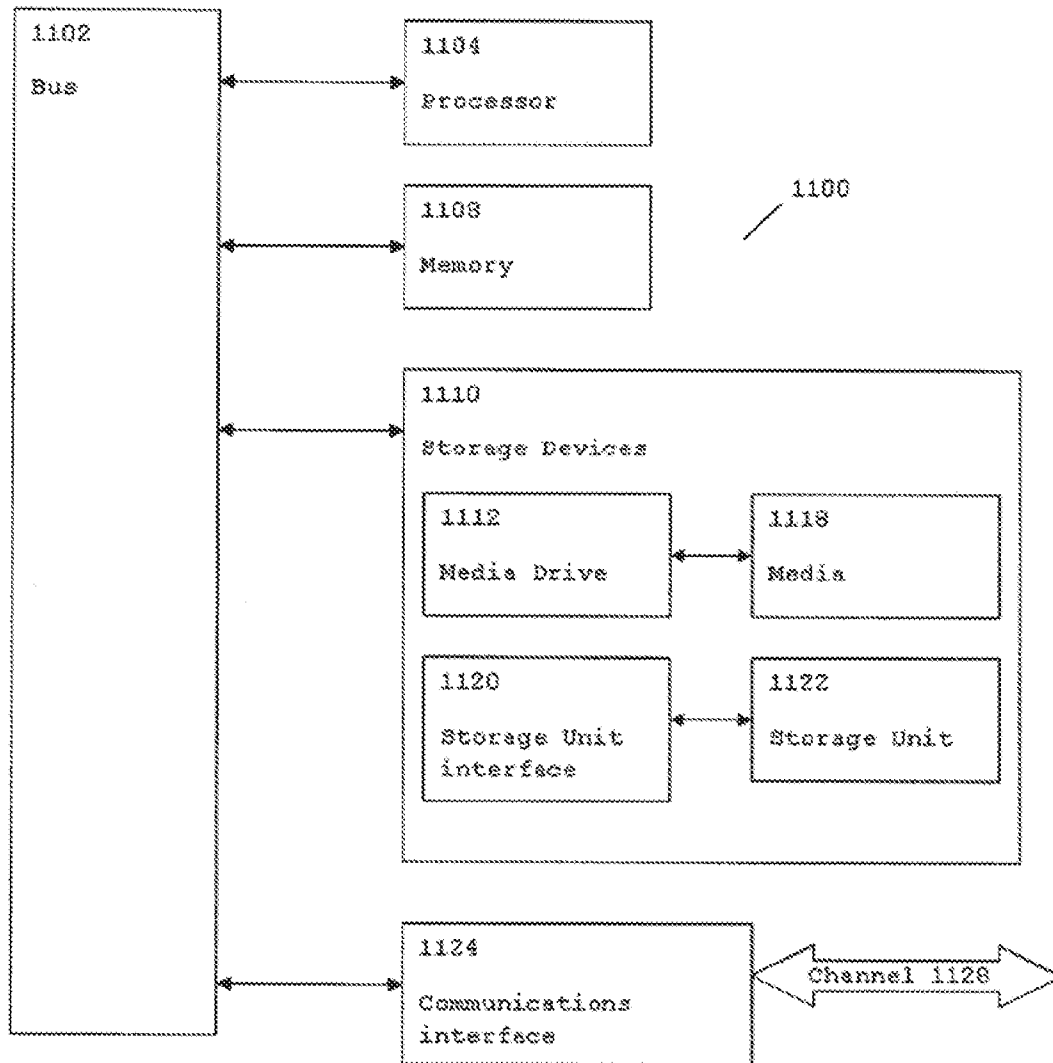 1102
Bus
1104
Processor
1108
Memory
1100
1110
Storage Devices
1112
Media Drive
1118
Media
1120
Storage Unit
interface
1122
Storage Unit
1124
Communications
interface
Channel 1128